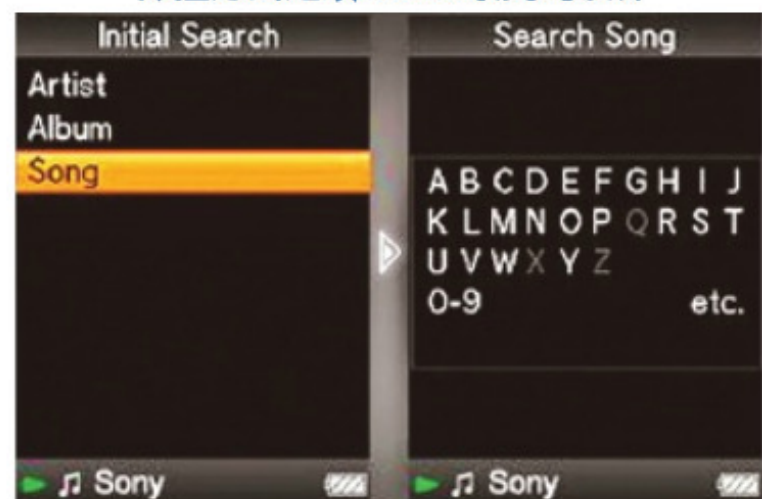 Initial Search
Artist
Album
Song
Sony
Search Song
A B C D E F G H I J
K L M N O P Q R S T
U V W X Y Z
0-9 etc.
Sony